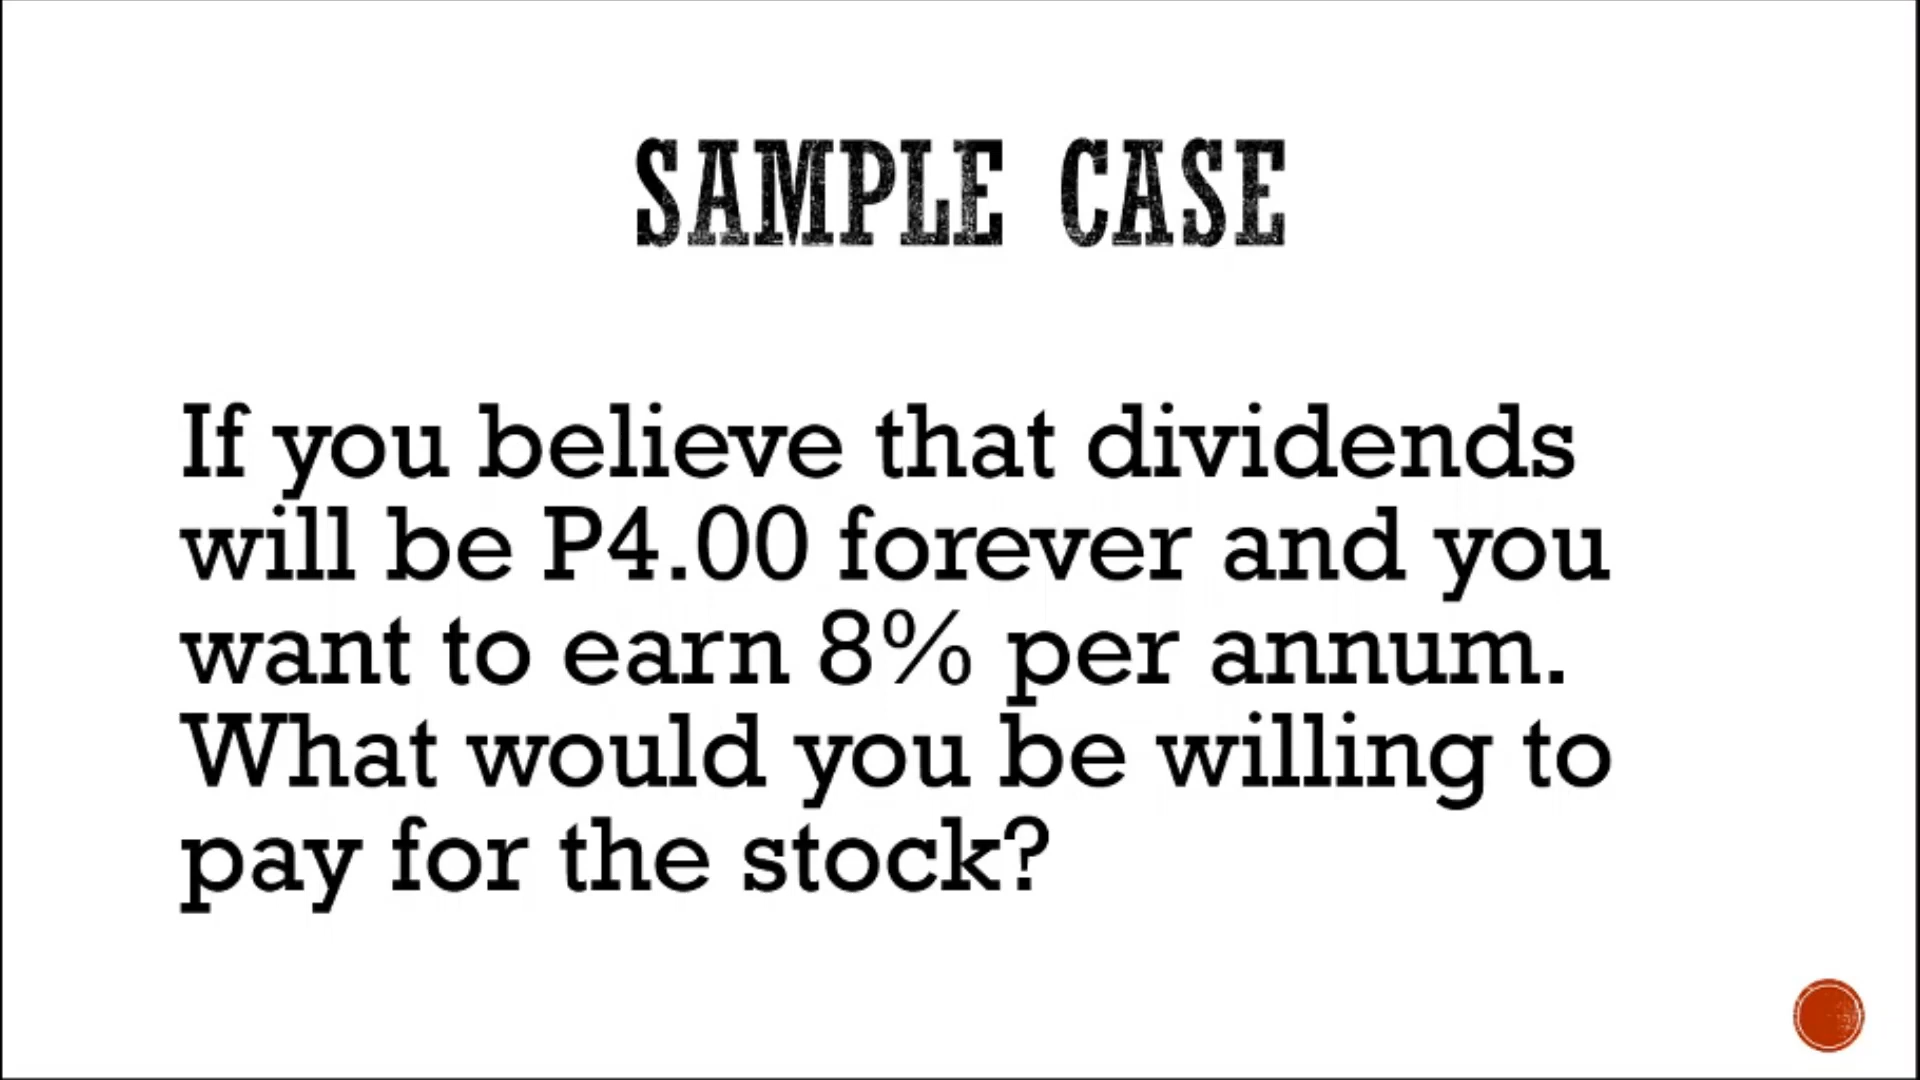 SAMPLE CASE
If you believe that dividends
will be P4.00 forever and you
want to earn 8% per annum.
What would you be willing to
pay for the stock?